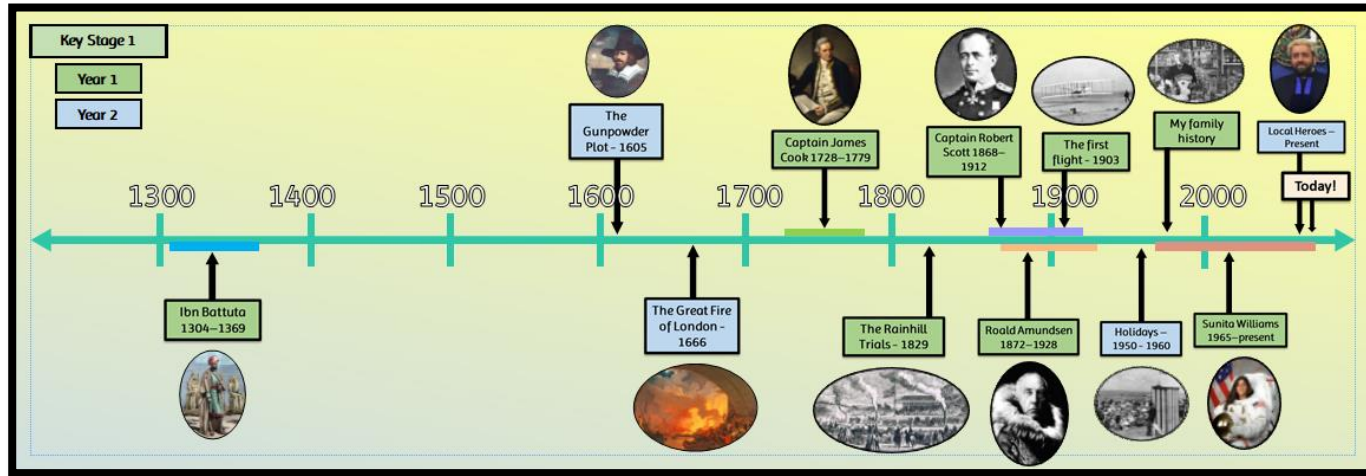 Key Stage 1
Year 1
Year 2
The
Gunpowder
Plot - 1605
Captain James
Cook 1728–1779
Captain Robert
Scott 1868–
1912
The first
flight - 1903
My family
history
Local Heroes –
Present
Today!
1300
1400
1500
1600
1700
1800
1900
2000
Ibn Battuta
1304–1369
The Great Fire
of London -
1666
The Rainhill
Trials - 1829
Roald Amundsen
1872–1928
Holidays –
1950 - 1960
Sunita Williams
1965–present